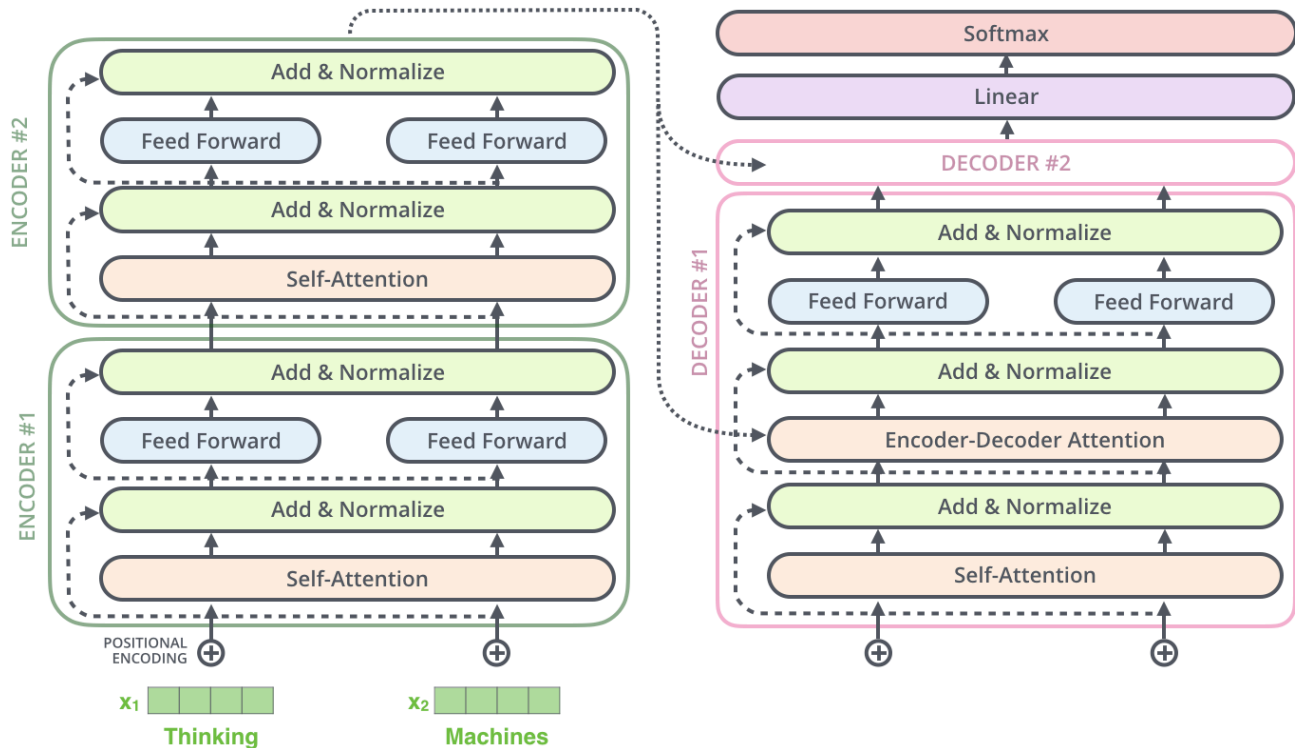 ENCODER #2
Add & Normalize
Feed Forward
Feed Forward
Add & Normalize
Self-Attention
ENCODER #1
Add & Normalize
Feed Forward
Feed Forward
Add & Normalize
Self-Attention
POSITIONAL
ENCODING
x1
x2
Thinking
Machines
Softmax
Linear
DECODER #2
DECODER #1
Add & Normalize
Feed Forward
Feed Forward
Add & Normalize
Encoder-Decoder Attention
Add & Normalize
Self-Attention